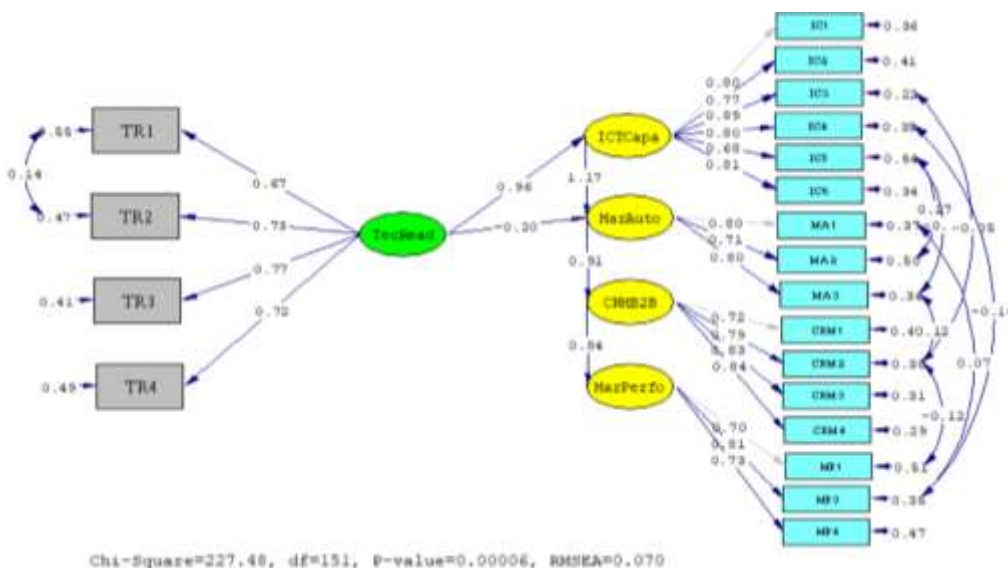 IC1
0.36
IC2
0.41
0.80
IC3
0.77
0.89
TR1
ICTCapa
0.80
IC4
0.68
IC5
0.81
0.14
0.67
0.96
1.17
IC6
0.34
0.47
TR2
0.73
TecRead
-0.20
MarAuto
0.80
MA1
0.37
0.71
0.80
MA2
0.50
0.77
0.91
0.41
TR3
0.72
CRMB2B
MA3
0.72
CRM1
0.40
0.12
0.79
CRM2
0.83
0.07
0.84
0.84
CRM3
0.31
0.49
TR4
MarPerfo
-0.12
CRM4
0.29
0.70
0.81
MP1
0.51
0.73
MP4
0.47
Chi-Square=227.48, df=151, P-value=0.00006, RMSEA=0.070